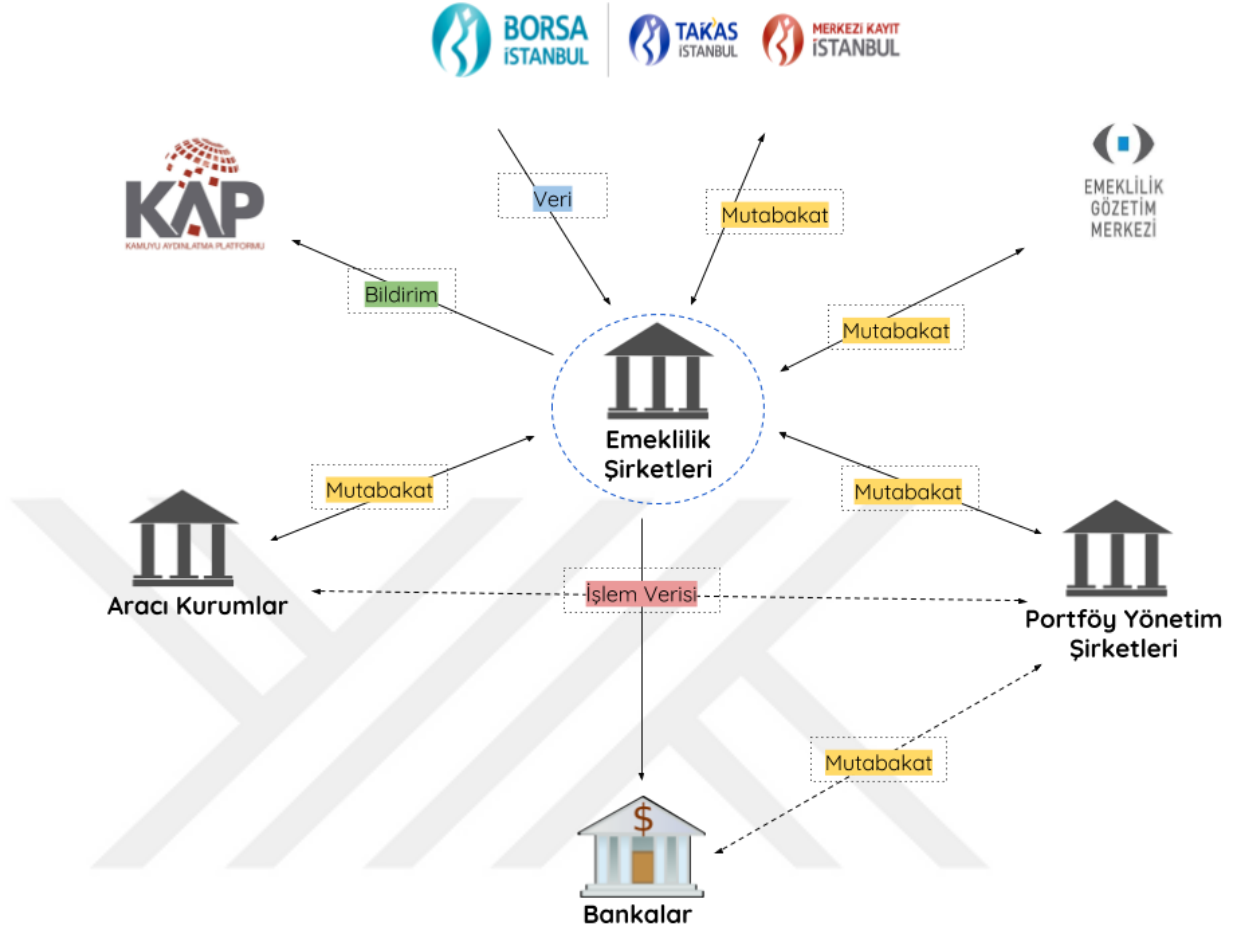 BORSA
İSTANBUL
TAKAS
İSTANBUL
MERKEZİ KAYIT
İSTANBUL
KAP
KAMUYU AYDINLATMA PLATFORMU
EMEKLİLİK
GÖZETİM
MERKEZİ
Veri
Mutabakat
Bildirim
Mutabakat
Emeklilik
Şirketleri
Mutabakat
Mutabakat
Aracı Kurumlar
İşlem Verisi
Portföy Yönetim
Şirketleri
Mutabakat
$
Bankalar